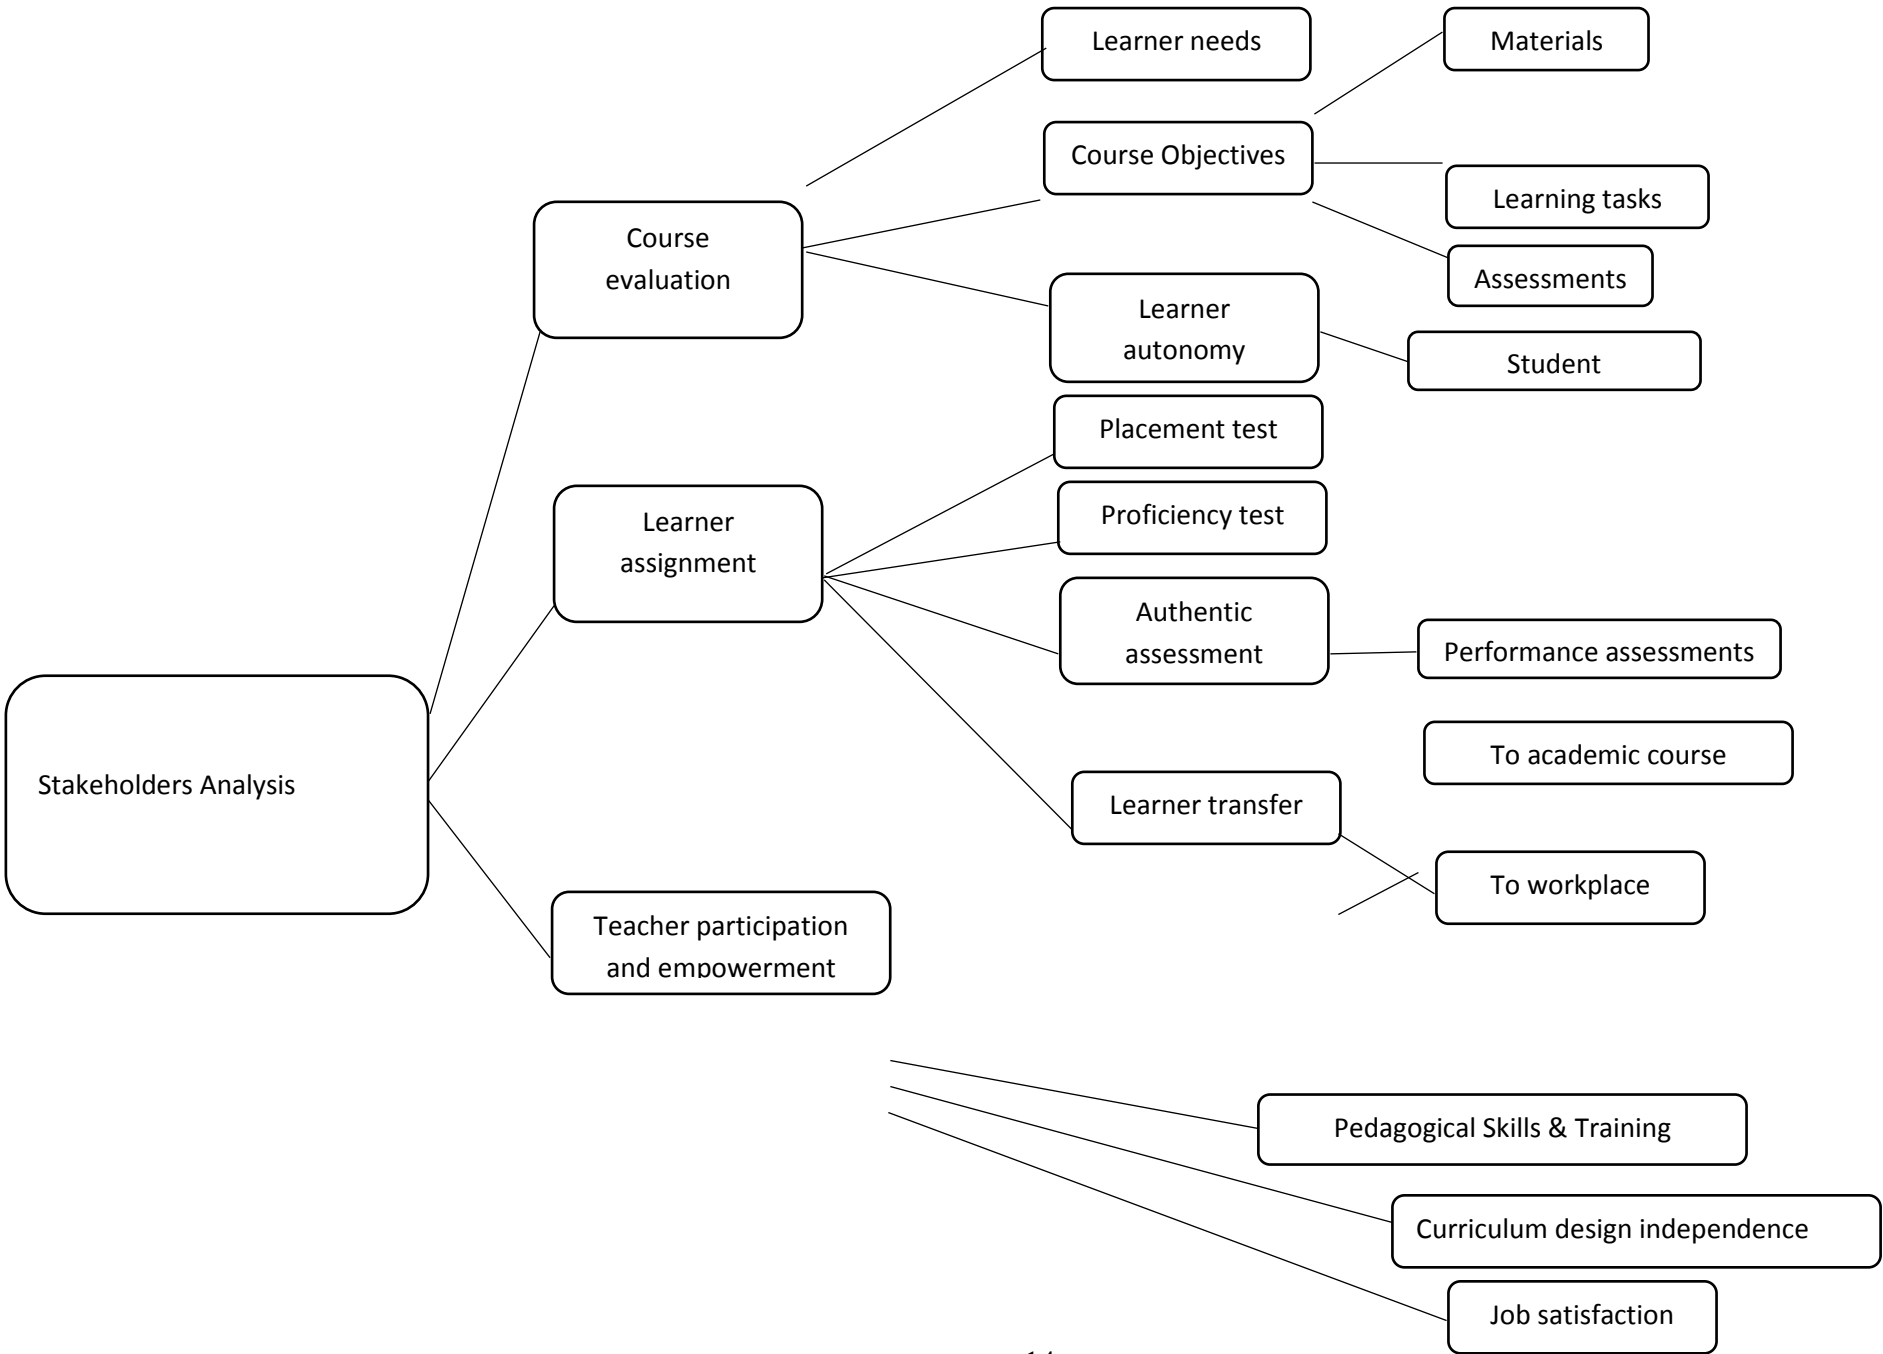 Learner needs
Materials
Course Objectives
Learning tasks
Course
evaluation
Assessments
Learner
autonomy
Student
Placement test
Learner
assignment
Proficiency test
Authentic
assessment
Performance assessments
To academic course
Stakeholders Analysis
Learner transfer
To workplace
Teacher participation
and empowerment
Pedagogical Skills & Training
Curriculum design independence
Job satisfaction